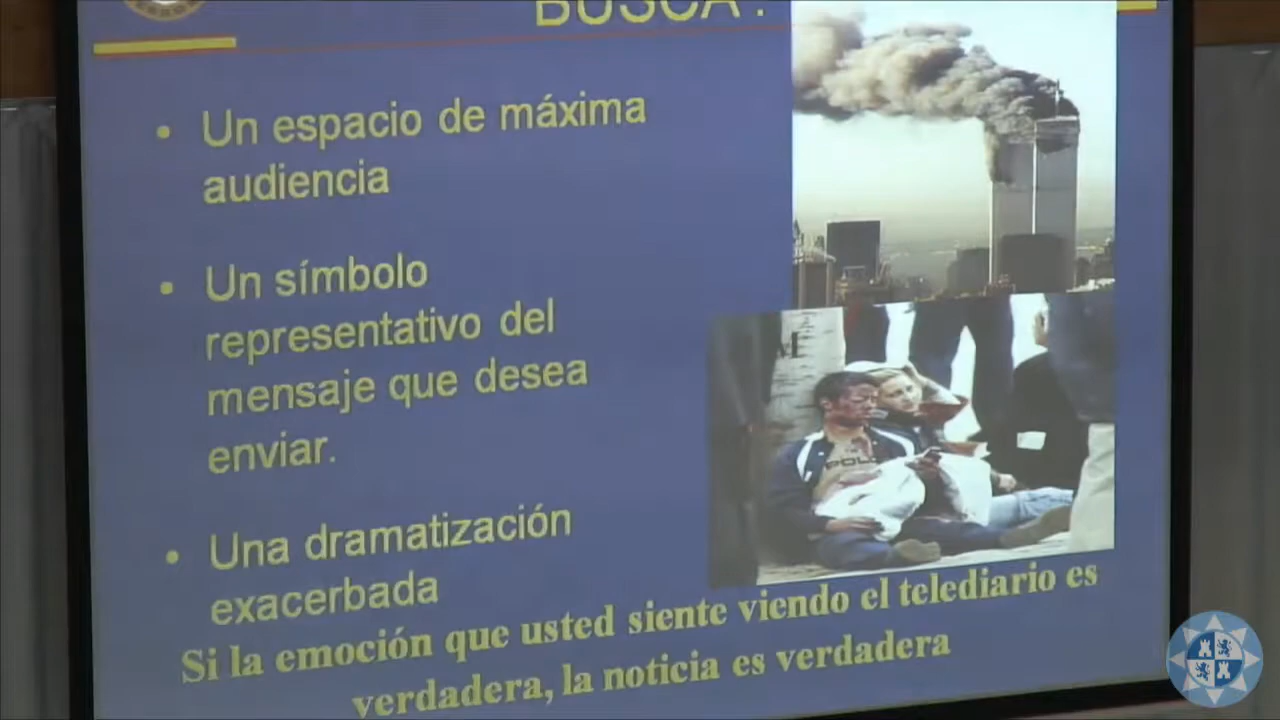 BUSCA?
• Un espacio de máxima
audiencia
• Un símbolo
representativo del
mensaje que desea
enviar.
• Una dramatización
exacerbada
Si la emoción que usted siente viendo el telediario es
verdadera, la noticia es verdadera